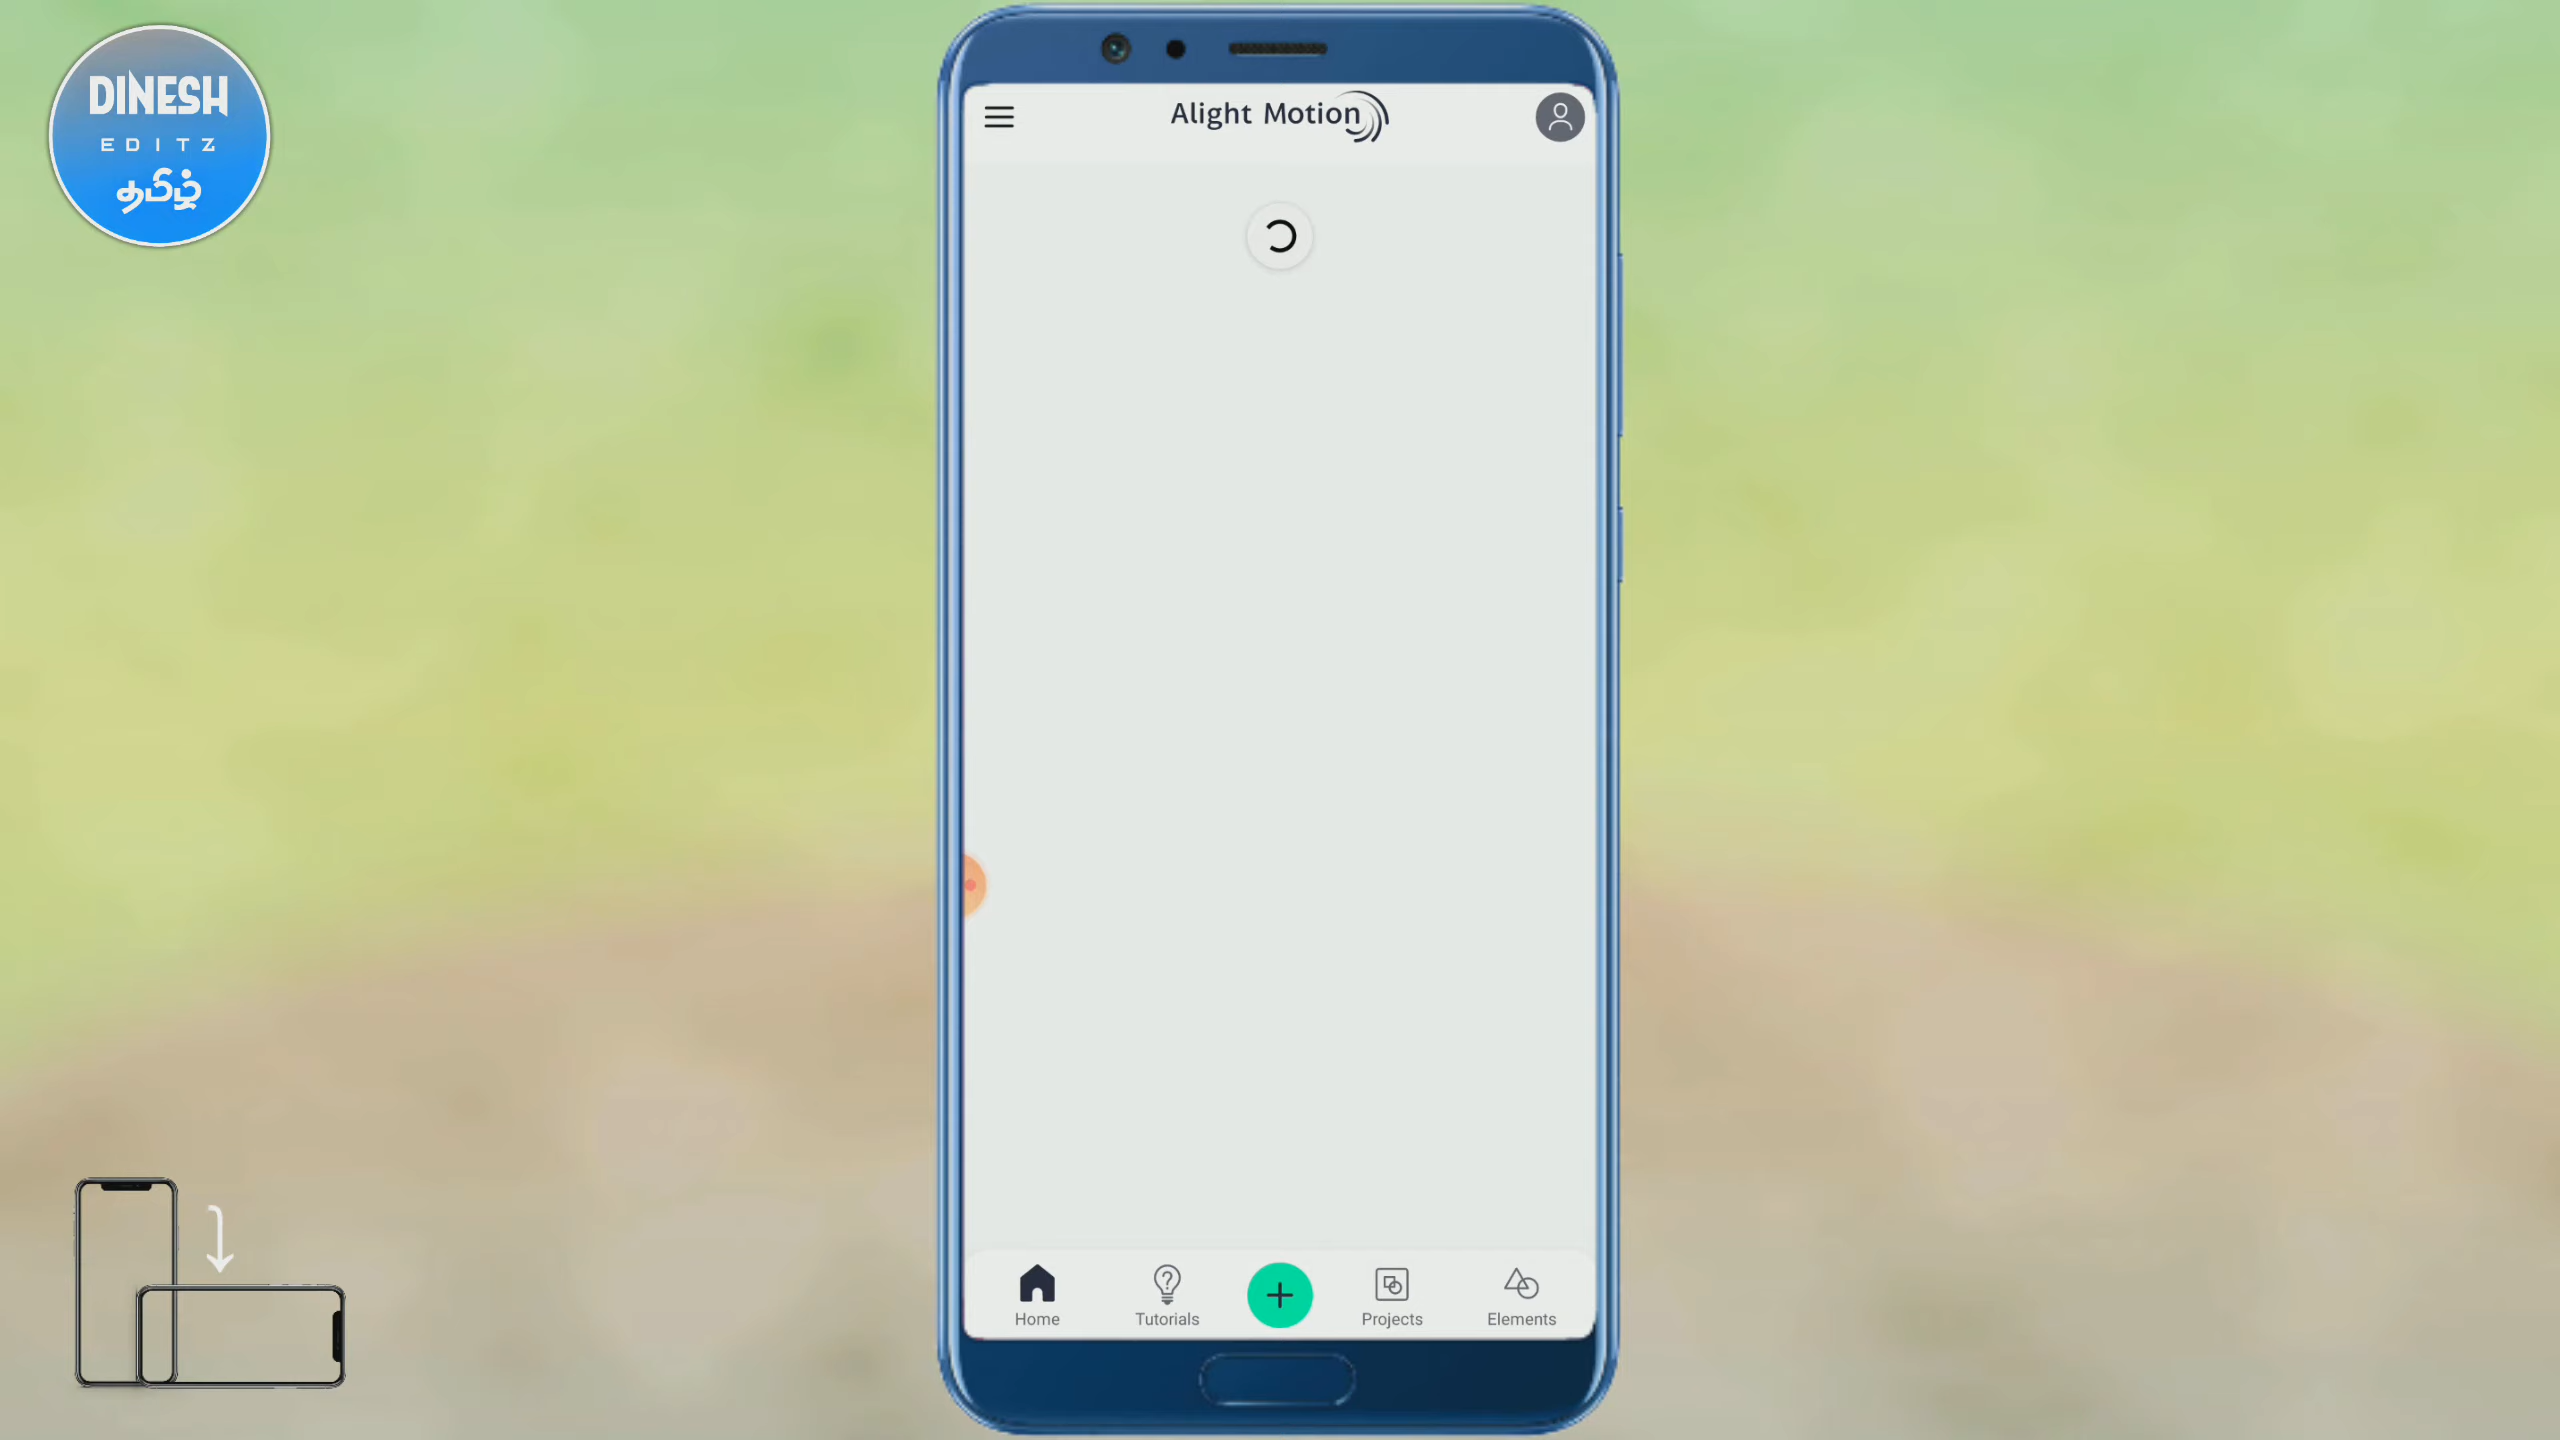 DINESH
EDITZ
தமிழ்
Alight Motion
Home
Tutorials
Projects
Elements